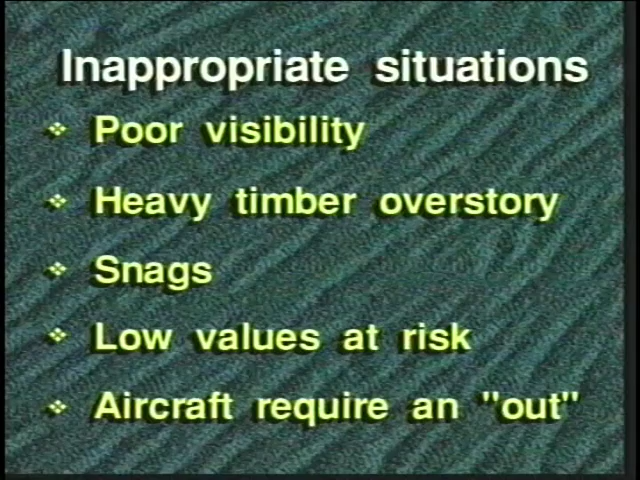 Inappropriate situations
Poor visibility
Heavy timber overstory
Snags
Low values at risk
Aircraft require an "out"